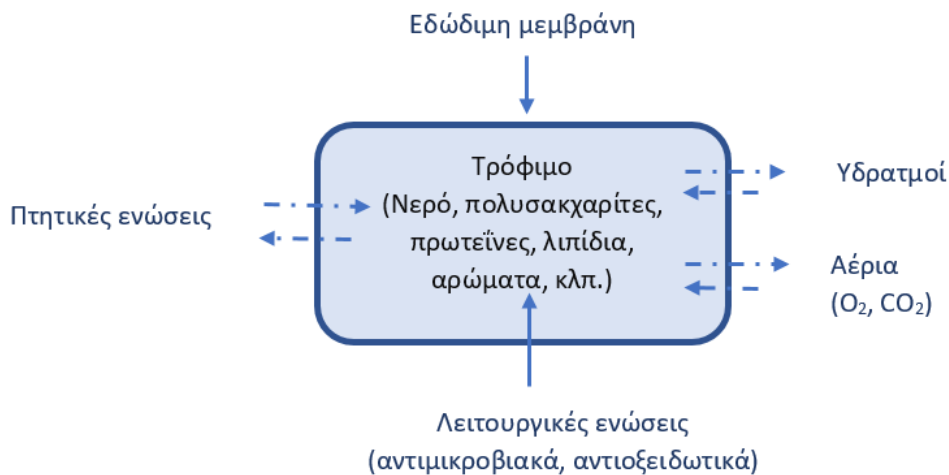 Εδώδιμη μεμβράνη
Τρόφιμο
(Νερό, πολυσακχαρίτες,
πρωτεΐνες, λιπίδια,
αρώματα, κλπ.)
Πτητικές ενώσεις
Υδρατμοί
Αέρια
(O₂, CO₂)
Λειτουργικές ενώσεις
(αντιμικροβιακά, αντιοξειδωτικά)